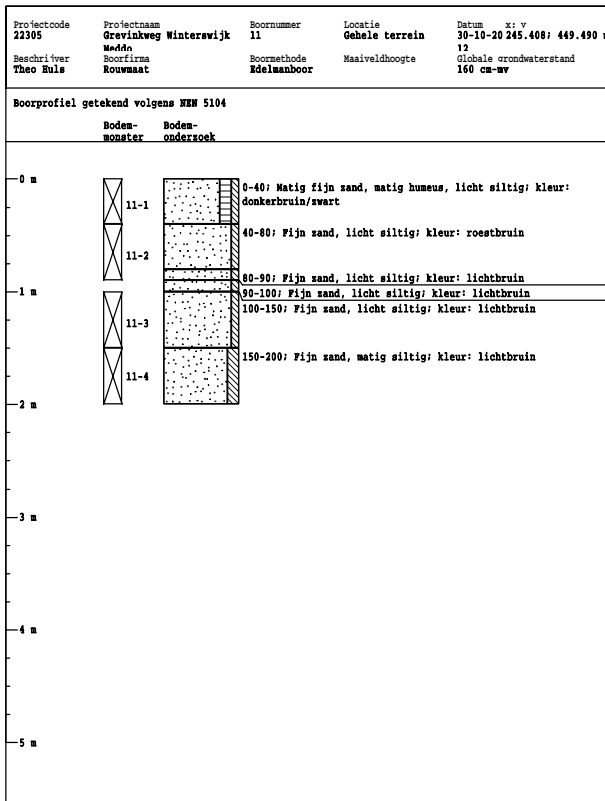 Projectcode Projectnaam Boornummer Locatie Datum x: y
22305 Grevinkweg Winterswijk 11 Gehele terrein 30-10-20 245.408; 449.490
Meddo 12
Beschrijver Boorfirma Boormethode Maaiveldhoogte Globale grondwaterstand
Theo Huls Rouwmaat Edelmanboor 160 cm-mv
Boorprofiel getekend volgens NEN 5104
Bodem- Bodem-
monster onderzoek
0 m
0-40; Matig fijn zand, matig humeus, licht siltig; kleur:
donkerbruin/zwart
11-1
40-80; Fijn zand, licht siltig; kleur: roestbruin
11-2
80-90; Fijn zand, licht siltig; kleur: lichtbruin
1 m
90-100; Fijn zand, licht siltig; kleur: lichtbruin
100-150; Fijn zand, licht siltig; kleur: lichtbruin
11-3
150-200; Fijn zand, matig siltig; kleur: lichtbruin
11-4
2 m
3 m
4 m
5 m